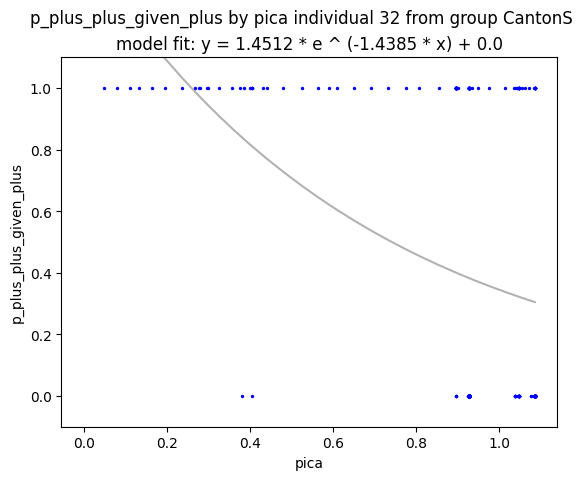 p_plus_plus_given_plus by pica individual 32 from group CantonS
model fit: y = 1.4512 * e ^ (-1.4385 * x) + 0.0
p_plus_plus_given_plus
1.0
0.8
0.6
0.4
0.2
0.0
0.0 0.2 0.4 0.6 0.8 1.0
pica